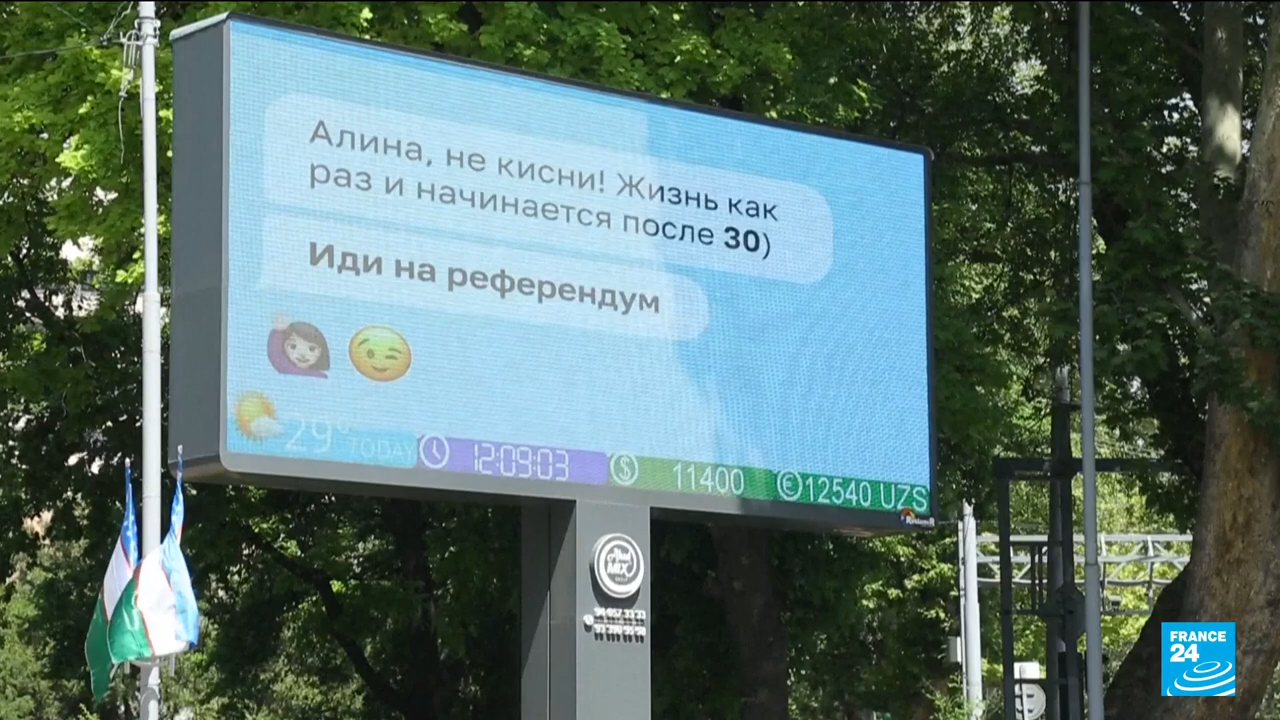 Алина, не кисни! Жизнь как
раз и начинается после 30)
Иди на референдум
29° TODAY
12:09:03
$ 11400
€ 12540 UZS
MIX
FRANCE
24